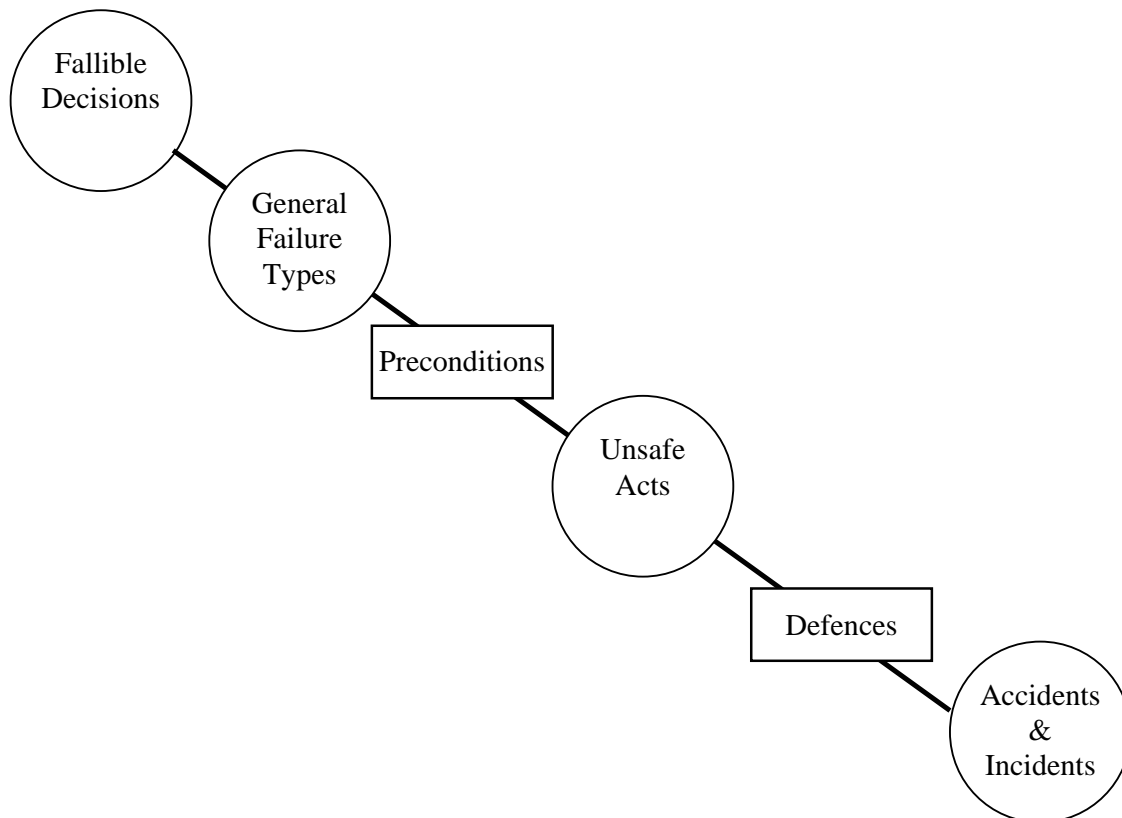 Fallible
Decisions
General
Failure
Types
Preconditions
Unsafe
Acts
Defences
Accidents
&
Incidents